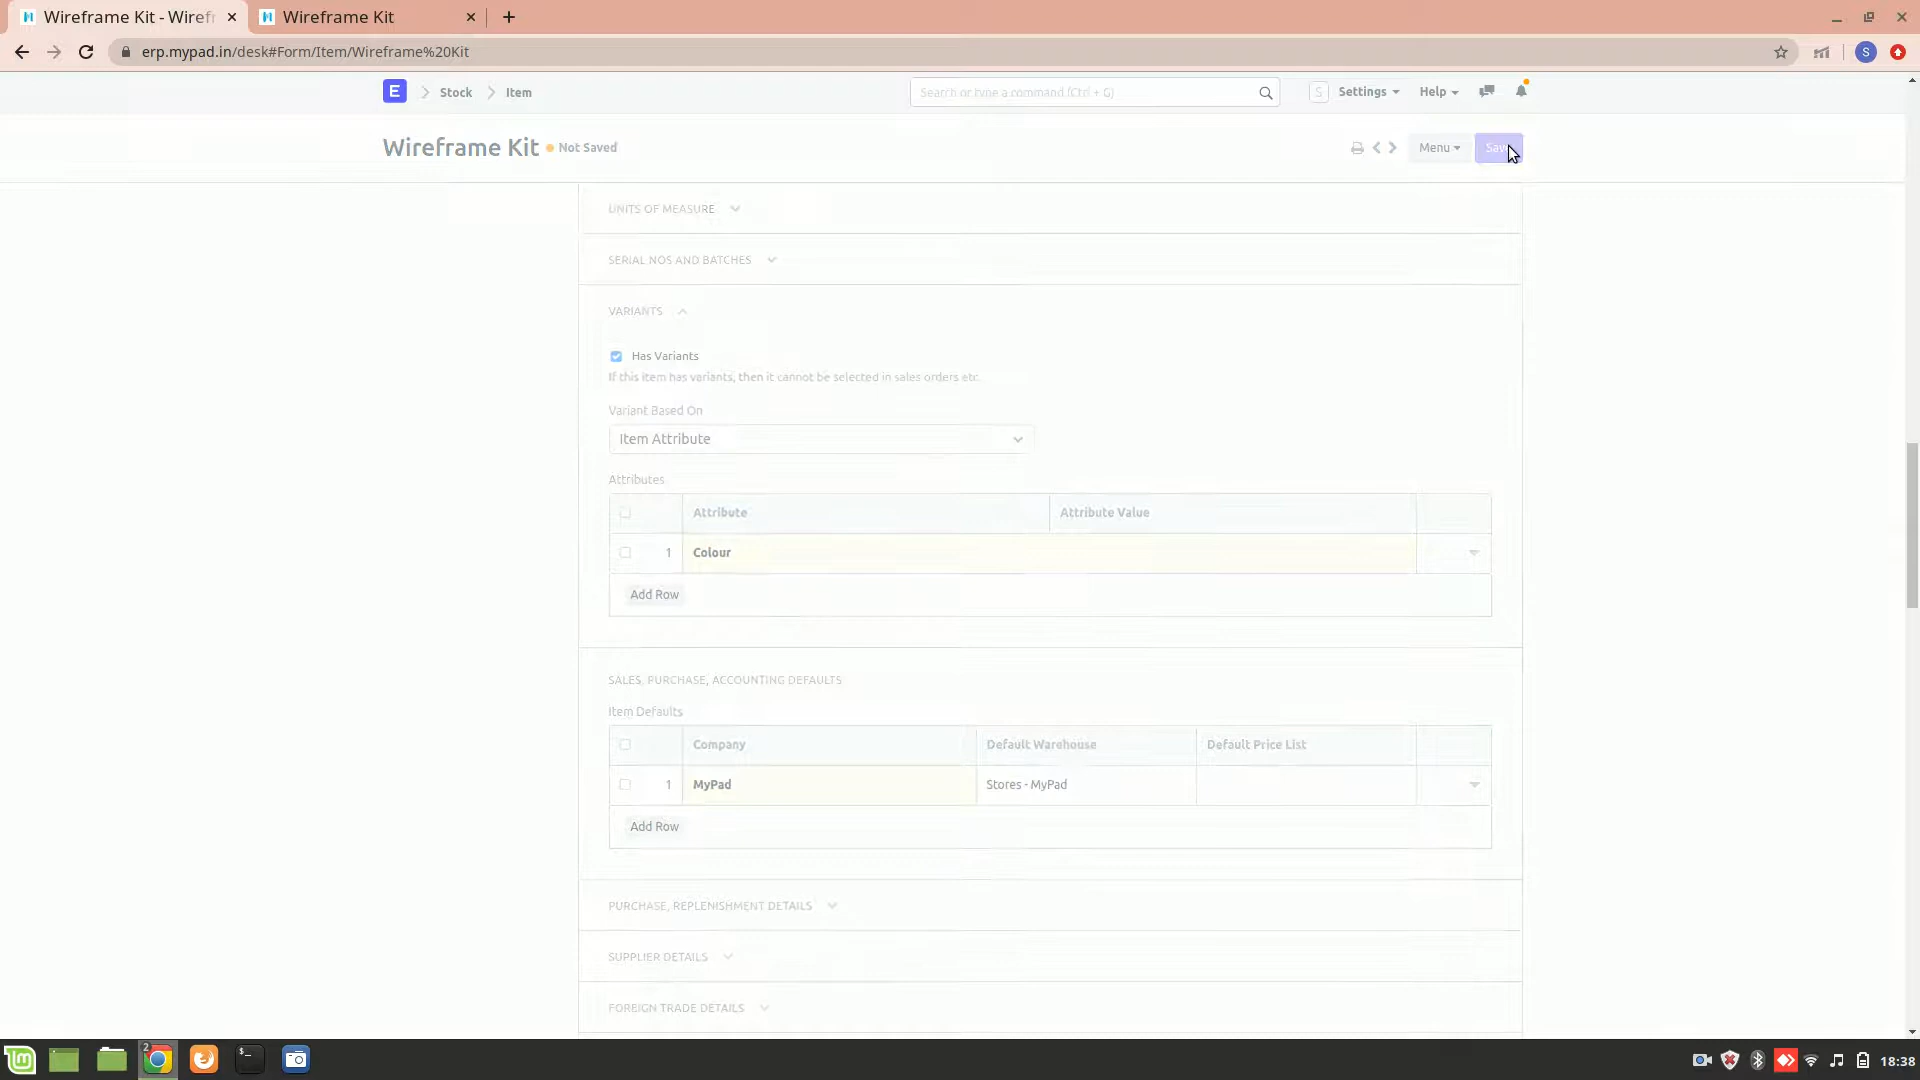 Wireframe Kit - Wirefr
Wireframe Kit
erp.mypad.in/desk#Form/Item/Wireframe%20Kit
S
E
Stock
Item
Search or type a command (Ctrl + G)
S
Settings
Help
Wireframe Kit
Not Saved
Menu
Save
UNITS OF MEASURE
SERIAL NOS AND BATCHES
VARIANTS
Has Variants
If this item has variants, then it cannot be selected in sales orders etc.
Variant Based On
Item Attribute
Attributes
Attribute
Attribute Value
1
Colour
Add Row
SALES, PURCHASE, ACCOUNTING DEFAULTS
Item Defaults
Company
Default Warehouse
Default Price List
1
MyPad
Stores - MyPad
Add Row
PURCHASE, REPLENISHMENT DETAILS
SUPPLIER DETAILS
FOREIGN TRADE DETAILS
2
18:38